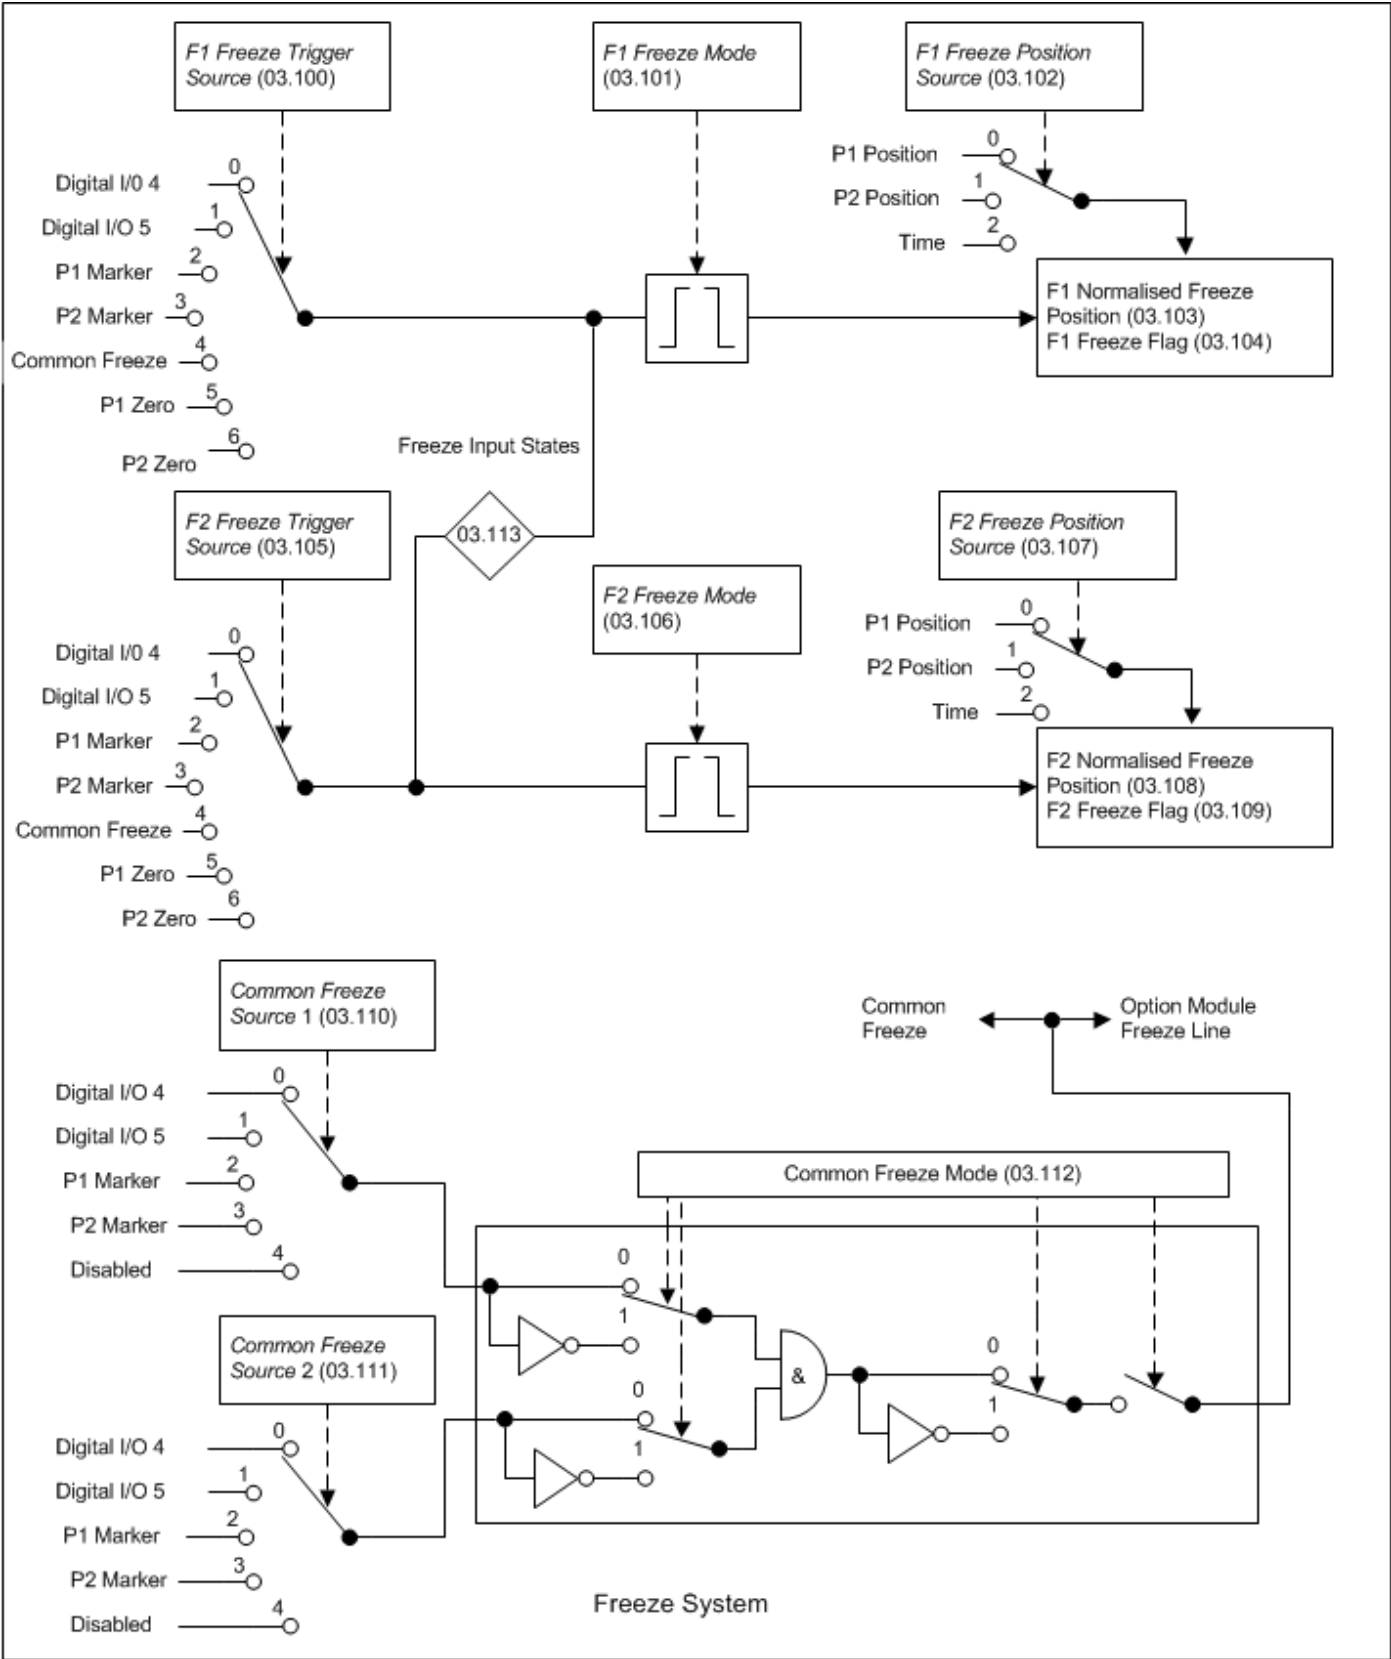 F1 Freeze Trigger
Source (03.100)
F1 Freeze Mode
(03.101)
F1 Freeze Position
Source (03.102)
0
Digital I/0 4
1
Digital I/O 5
2
P1 Marker
3
P2 Marker
4
Common Freeze
5
P1 Zero
6
P2 Zero
0
P1 Position
1
P2 Position
2
Time
F1 Normalised Freeze
Position (03.103)
F1 Freeze Flag (03.104)
Freeze Input States
03.113
F2 Freeze Trigger
Source (03.105)
F2 Freeze Mode
(03.106)
F2 Freeze Position
Source (03.107)
0
Digital I/0 4
1
Digital I/O 5
2
P1 Marker
3
P2 Marker
4
Common Freeze
5
P1 Zero
6
P2 Zero
0
P1 Position
1
P2 Position
2
Time
F2 Normalised Freeze
Position (03.108)
F2 Freeze Flag (03.109)
Common Freeze
Source 1 (03.110)
0
Digital I/O 4
1
Digital I/O 5
2
P1 Marker
3
P2 Marker
4
Disabled
Common
Freeze
Option Module
Freeze Line
Common Freeze Mode (03.112)
0
1
0
1
&
0
1
Common Freeze
Source 2 (03.111)
0
Digital I/O 4
1
Digital I/O 5
2
P1 Marker
3
P2 Marker
4
Disabled
Freeze System